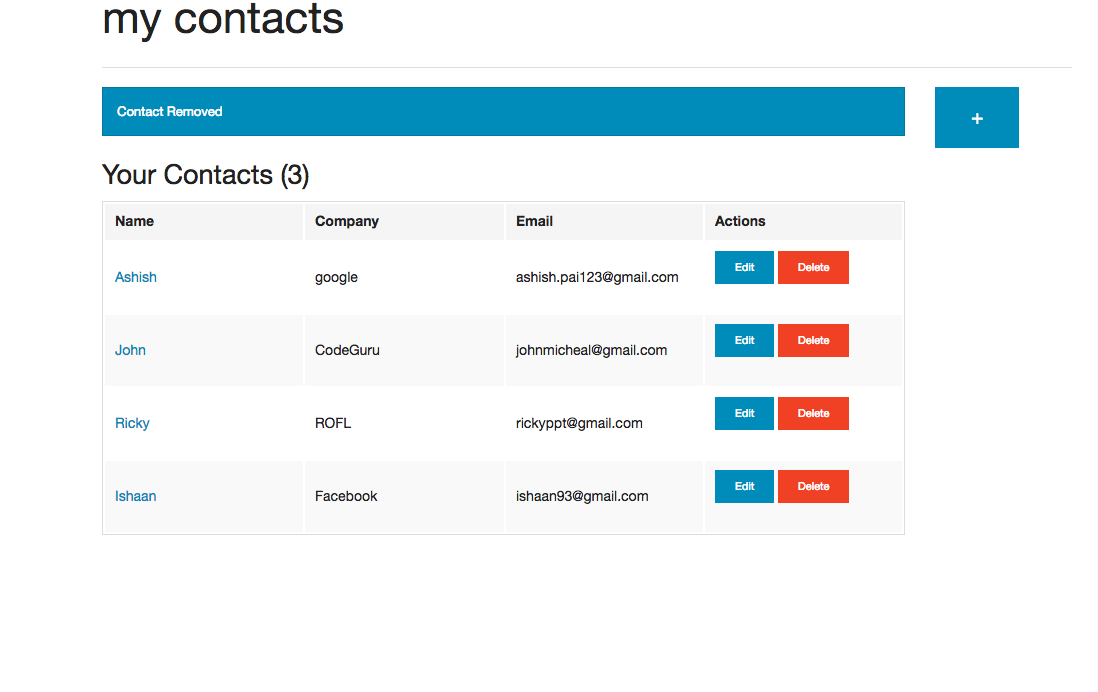 my contacts
Contact Removed
+
Your Contacts (3)
Name Company Email Actions
Ashish google ashish.pai123@gmail.com Edit Delete
John CodeGuru johnmicheal@gmail.com Edit Delete
Ricky ROFL rickyppt@gmail.com Edit Delete
Ishaan Facebook ishaan93@gmail.com Edit Delete